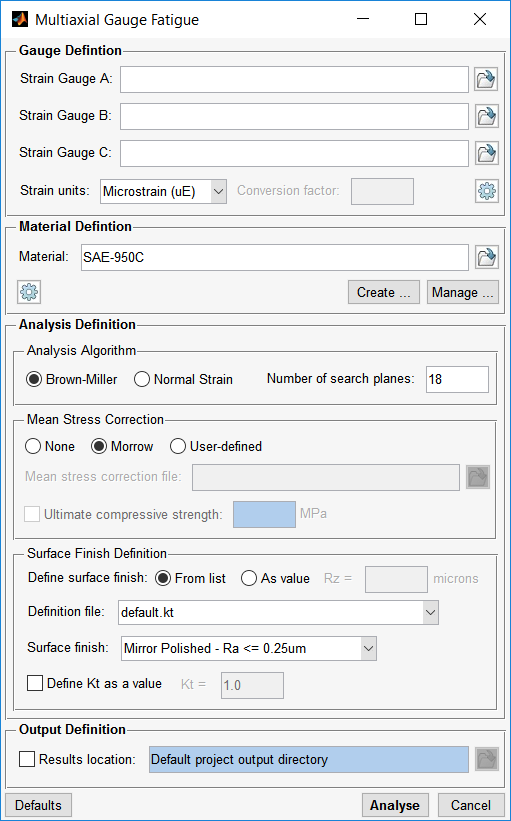 Multiaxial Gauge Fatigue
Gauge Defintion
Strain Gauge A:
Strain Gauge B:
Strain Gauge C:
Strain units: Microstrain (uE) Conversion factor:
Material Defintion
Material: SAE-950C
Create ... Manage ...
Analysis Definition
Analysis Algorithm
Brown-Miller Normal Strain Number of search planes: 18
Mean Stress Correction
None Morrow User-defined
Mean stress correction file:
Ultimate compressive strength: MPa
Surface Finish Definition
Define surface finish: From list As value Rz = microns
Definition file: default.kt
Surface finish: Mirror Polished - Ra <= 0.25um
Define Kt as a value Kt = 1.0
Output Definition
Results location: Default project output directory
Defaults Analyse Cancel